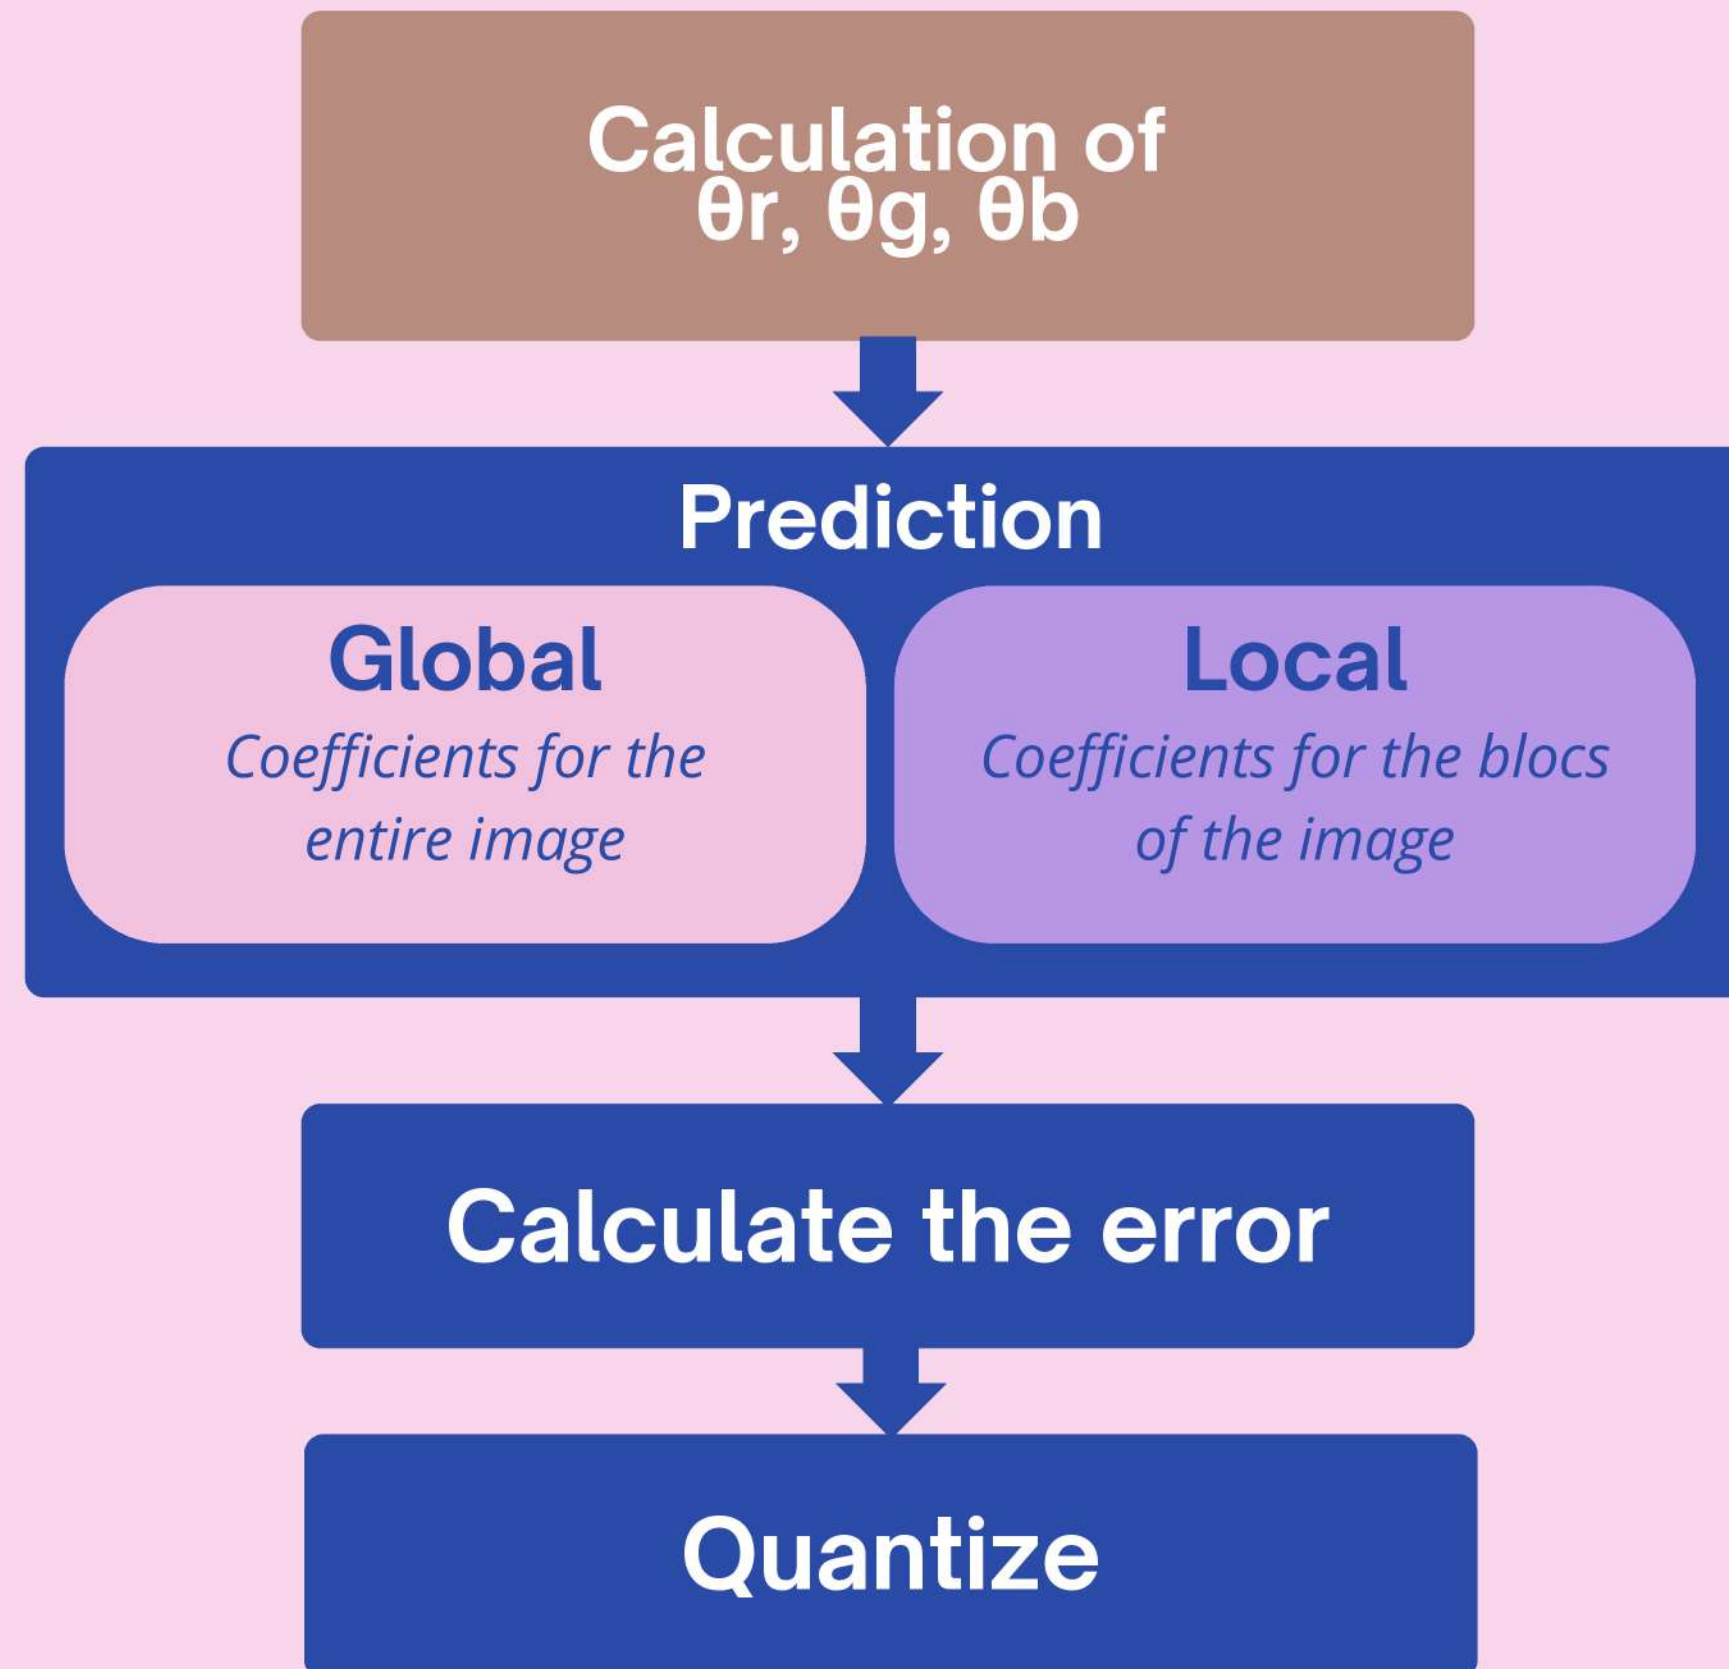 Calculation of
θr, θg, θb
Prediction
Global
Coefficients for the
entire image
Local
Coefficients for the blocs
of the image
Calculate the error
Quantize